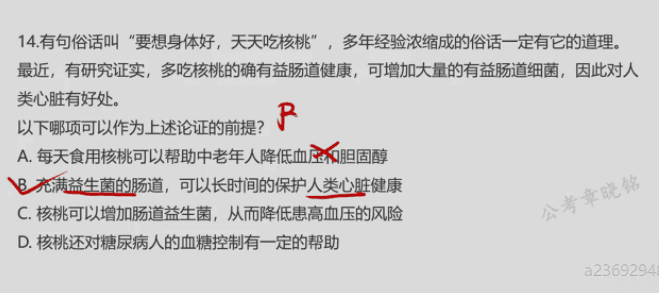 14.有句俗话叫“要想身体好，天天吃核桃”，多年经验浓缩成的俗话一定有它的道理。
最近，有研究证实，多吃核桃的确有益肠道健康，可增加大量的有益肠道细菌，因此对人
类心脏有好处。
以下哪项可以作为上述论证的前提？
P
A. 每天食用核桃可以帮助中老年人降低血压和胆固醇
B. 充满益生菌的肠道，可以长时间的保护人类心脏健康
C. 核桃可以增加肠道益生菌，从而降低患高血压的风险
D. 核桃还对糖尿病人的血糖控制有一定的帮助
公考章晓铭
a2369294